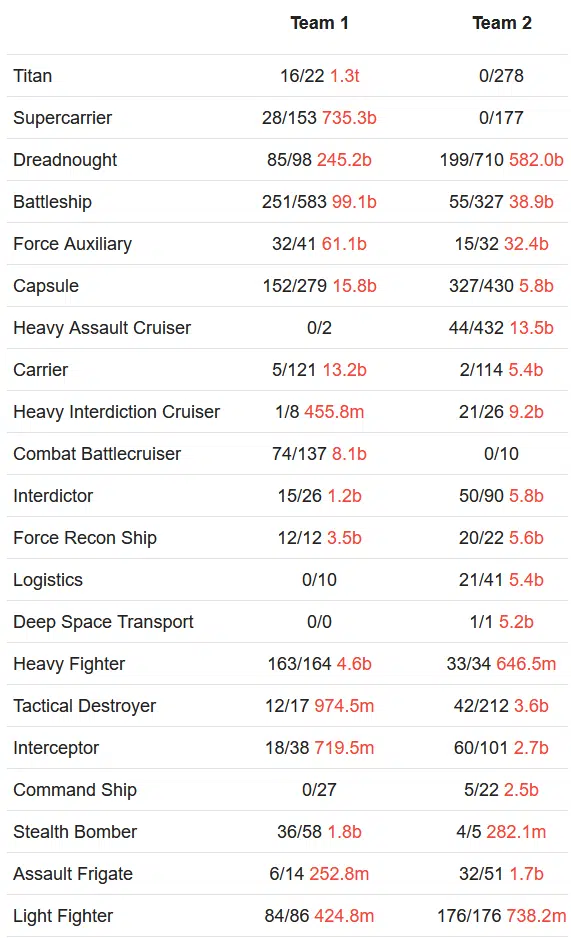 Team 1 Team 2
Titan 16/22 1.3t 0/278
Supercarrier 28/153 735.3b 0/177
Dreadnought 85/98 245.2b 199/710 582.0b
Battleship 251/583 99.1b 55/327 38.9b
Force Auxiliary 32/41 61.1b 15/32 32.4b
Capsule 152/279 15.8b 327/430 5.8b
Heavy Assault Cruiser 0/2 44/432 13.5b
Carrier 5/121 13.2b 2/114 5.4b
Heavy Interdiction Cruiser 1/8 455.8m 21/26 9.2b
Combat Battlecruiser 74/137 8.1b 0/10
Interdictor 15/26 1.2b 50/90 5.8b
Force Recon Ship 12/12 3.5b 20/22 5.6b
Logistics 0/10 21/41 5.4b
Deep Space Transport 0/0 1/1 5.2b
Heavy Fighter 163/164 4.6b 33/34 646.5m
Tactical Destroyer 12/17 974.5m 42/212 3.6b
Interceptor 18/38 719.5m 60/101 2.7b
Command Ship 0/27 5/22 2.5b
Stealth Bomber 36/58 1.8b 4/5 282.1m
Assault Frigate 6/14 252.8m 32/51 1.7b
Light Fighter 84/86 424.8m 176/176 738.2m